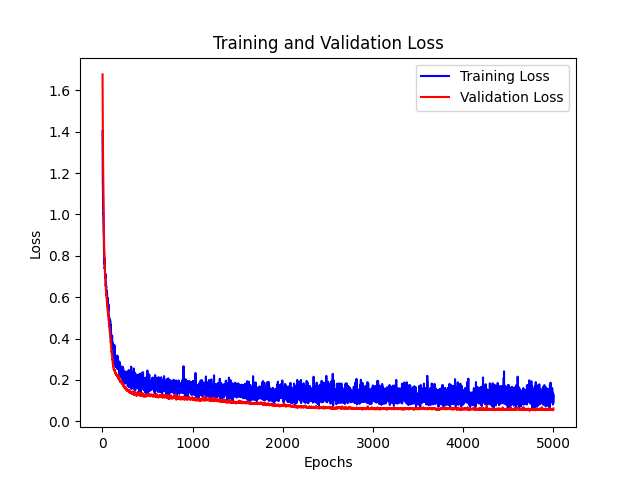 Training and Validation Loss
Training Loss
Validation Loss
Loss
1.6
1.4
1.2
1.0
0.8
0.6
0.4
0.2
0.0
0 1000 2000 3000 4000 5000
Epochs